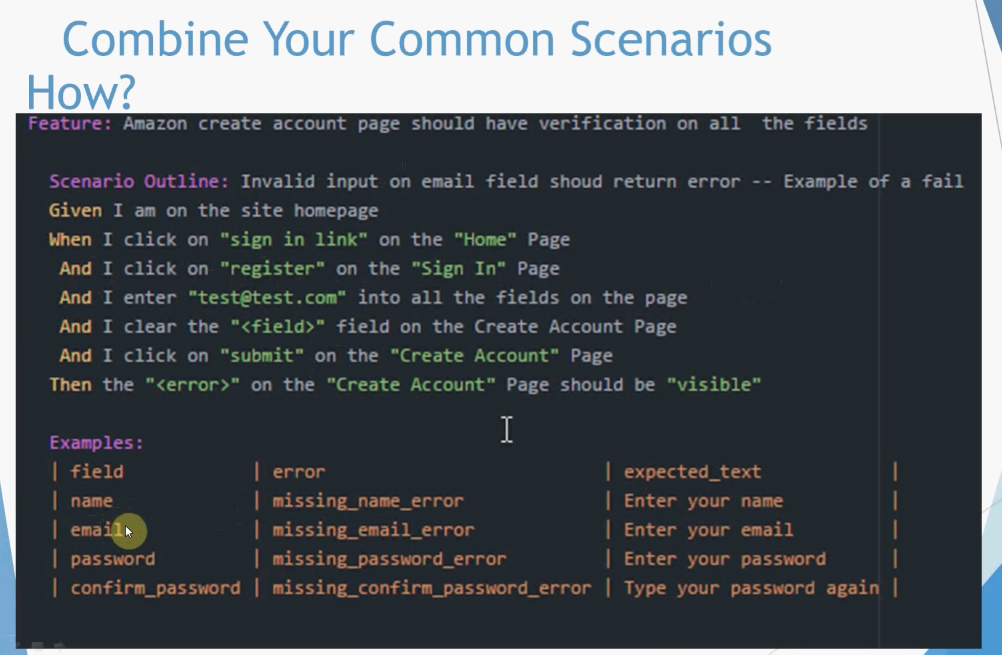 Combine Your Common Scenarios
How?
Feature: Amazon create account page should have verification on all  the fields
Scenario Outline: Invalid input on email field shoud return error -- Example of a fail
Given I am on the site homepage
When I click on "sign in link" on the "Home" Page
And I click on "register" on the "Sign In" Page
And I enter "test@test.com" into all the fields on the page
And I clear the "<field>" field on the Create Account Page
And I click on "submit" on the "Create Account" Page
Then the "<error>" on the "Create Account" Page should be "visible"
Examples:
| field | error | expected_text |
| name | missing_name_error | Enter your name |
| email | missing_email_error | Enter your email |
| password | missing_password_error | Enter your password |
| confirm_password | missing_confirm_password_error | Type your password again |